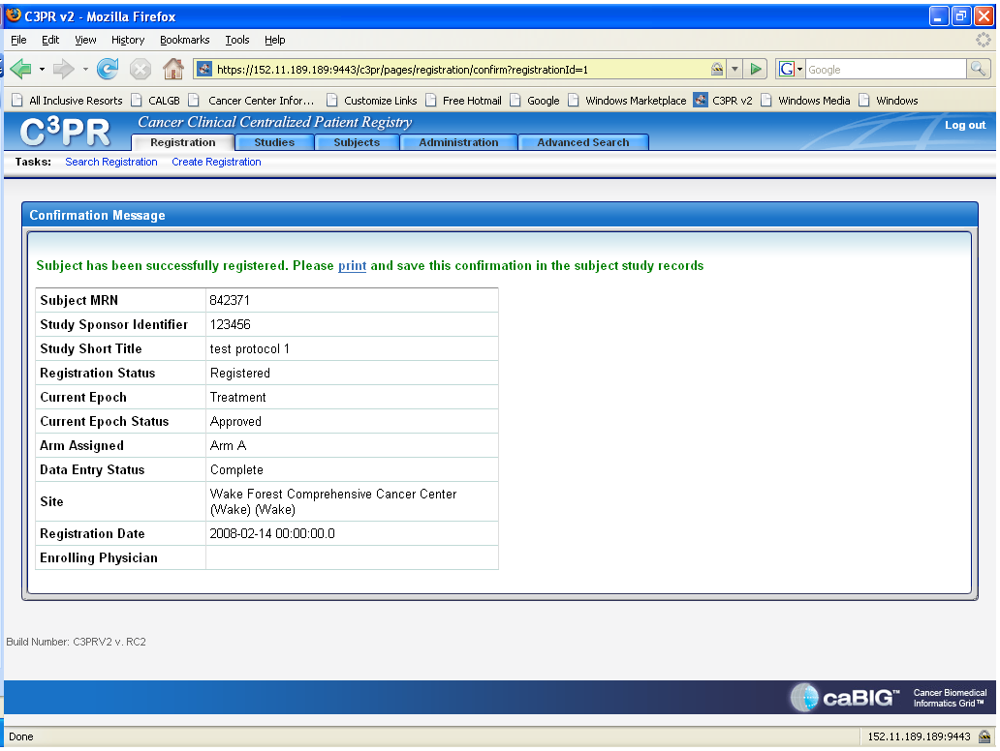 C3PR v2 - Mozilla Firefox
File Edit View History Bookmarks Tools Help
https://152.11.189.189:9443/c3pr/pages/registration/confirm?registrationId=1
G Google
All Inclusive Resorts CALGB Cancer Center Infor... Customize Links Free Hotmail Google Windows Marketplace C3PR v2 Windows Media Windows
C3PR Cancer Clinical Centralized Patient Registry
Log out
Registration Studies Subjects Administration Advanced Search
Tasks: Search Registration Create Registration
Confirmation Message
Subject has been successfully registered. Please print and save this confirmation in the subject study records
Subject MRN 842371
Study Sponsor Identifier 123456
Study Short Title test protocol 1
Registration Status Registered
Current Epoch Treatment
Current Epoch Status Approved
Arm Assigned Arm A
Data Entry Status Complete
Site Wake Forest Comprehensive Cancer Center
(Wake) (Wake)
Registration Date 2008-02-14 00:00:00.0
Enrolling Physician
Build Number: C3PRV2 v. RC2
caBIG™ Cancer Biomedical
Informatics Grid™
Done 152.11.189.189:9443